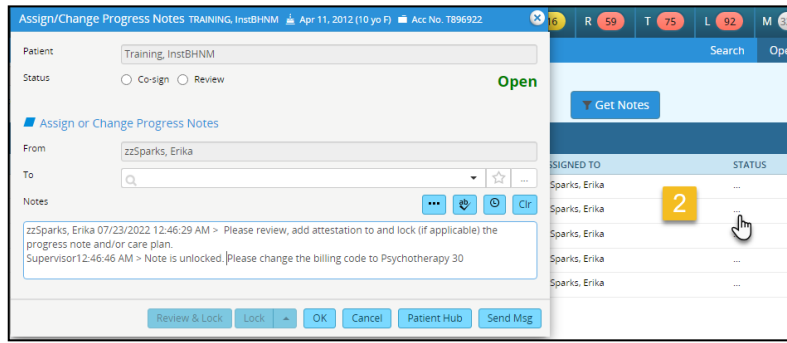 Assign/Change Progress Notes TRAINING, InstBHNM Apr 11, 2012 (10 yo F) Acc No. T896922
16 R 59 T 75 L 92 M
Search Ope
Patient
Training, InstBHNM
Status
Co-sign Review
Open
Get Notes
Assign or Change Progress Notes
From
zzSparks, Erika
To
...
Notes
... Clr
zzSparks, Erika 07/23/2022 12:46:29 AM > Please review, add attestation to and lock (if applicable) the
progress note and/or care plan.
Supervisor12:46:46 AM > Note is unlocked. Please change the billing code to Psychotherapy 30
Review & Lock Lock OK Cancel Patient Hub Send Msg
SSIGNED TO STATUS
Sparks, Erika ...
Sparks, Erika ...
Sparks, Erika ...
Sparks, Erika ...
Sparks, Erika ...
2